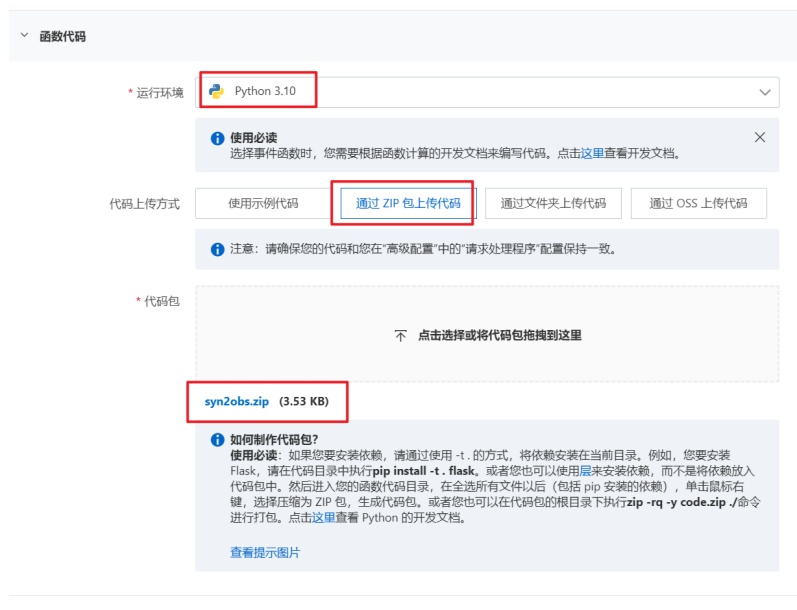 函数代码
* 运行环境
Python 3.10
使用必读
选择事件函数时，您需要根据函数计算的开发文档来编写代码。点击这里查看开发文档。
代码上传方式
使用示例代码
通过 ZIP 包上传代码
通过文件夹上传代码
通过 OSS 上传代码
注意：请确保您的代码和您在“高级配置”中的“请求处理程序”配置保持一致。
* 代码包
点击选择或将代码包拖拽到这里
syn2obs.zip (3.53 KB)
如何制作代码包?
使用必读：如果您要安装依赖，请通过使用 -t . 的方式，将依赖安装在当前目录。例如，您要安装
Flask，请在代码目录中执行pip install -t . flask。或者您也可以使用层来安装依赖，而不是将依赖放入
代码包中。然后进入您的函数代码目录，在全选所有文件以后（包括 pip 安装的依赖），单击鼠标右
键，选择压缩为 ZIP 包，生成代码包。或者您也可以在代码包的根目录下执行zip -rq -y code.zip ./命令
进行打包。点击这里查看 Python 的开发文档。
查看提示图片